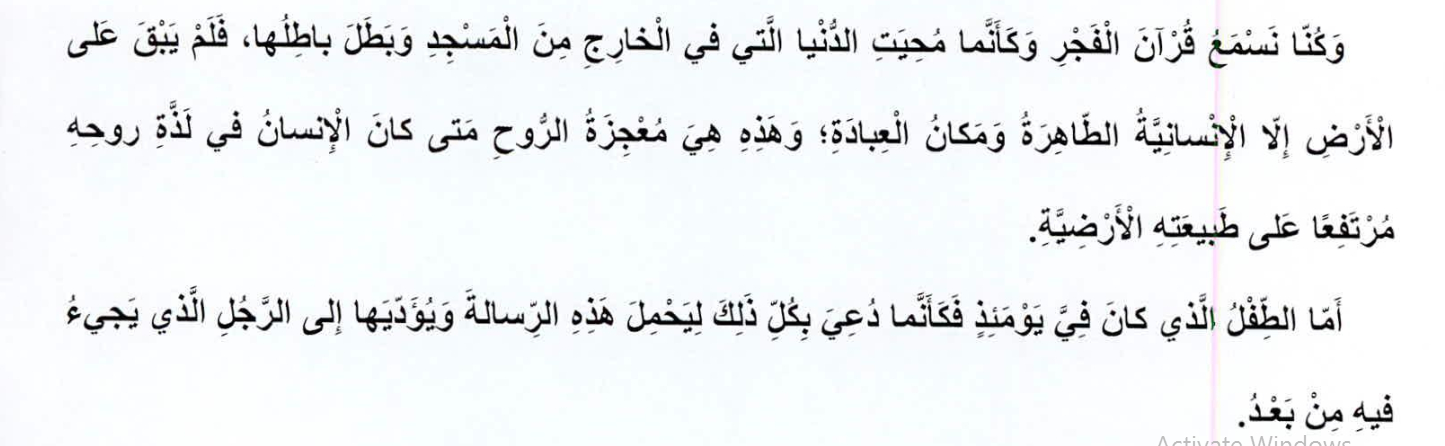 وَكُنّا نَسْمَعُ قُرْآنَ الْفَجْرِ وَكَأَنَّما مُحِيَتِ الدُّنْيا الَّتي في الْخارِجِ مِنَ الْمَسْجِدِ وَبَطَلَ باطِلُها، فَلَمْ يَبْقَ عَلى
الْأَرْضِ إِلّا الْإِنْسانِيَّةُ الطّاهِرَةُ وَمَكانُ الْعِبادَةِ؛ وَهَذِهِ هِيَ مُعْجِزَةُ الرُّوحِ مَتى كانَ الْإِنسانُ في لَذَّةِ روحِهِ
مُرْتَفِعًا عَلى طَبيعَتِهِ الْأَرْضِيَّةِ.
أَمّا الطِّفْلُ الَّذي كانَ فِيَّ يَوْمَئِذٍ فَكَأَنَّما دُعِيَ بِكُلِّ ذَلِكَ لِيَحْمِلَ هَذِهِ الرِّسالةَ وَيُؤَدِّيَها إِلى الرَّجُلِ الَّذي يَجيءُ
فيهِ مِنْ بَعْدُ.
Activate Windows